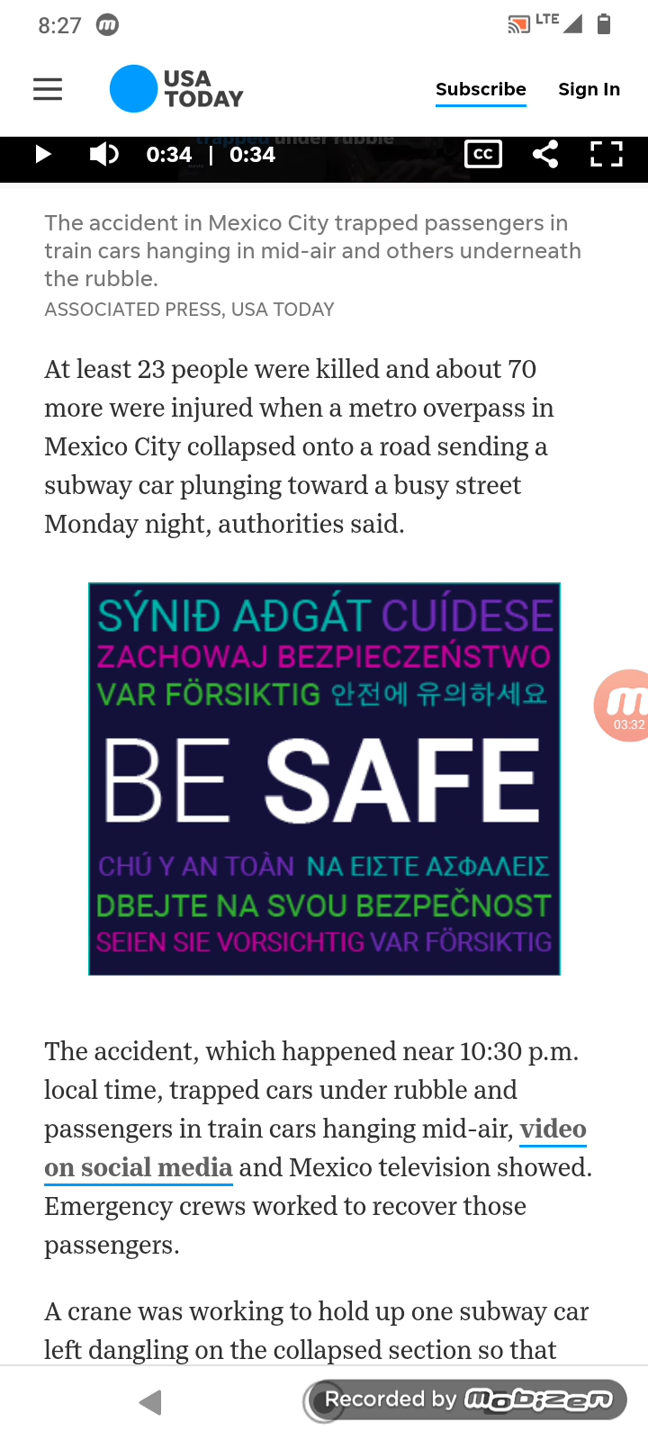 8:27
LTE
USA
TODAY
Subscribe
Sign In
trapped under rubble
0:34 | 0:34
CC
The accident in Mexico City trapped passengers in
train cars hanging in mid-air and others underneath
the rubble.
ASSOCIATED PRESS, USA TODAY
At least 23 people were killed and about 70
more were injured when a metro overpass in
Mexico City collapsed onto a road sending a
subway car plunging toward a busy street
Monday night, authorities said.
SÝNIÐ AÐGÁT CUÍDESE
ZACHOWAJ BEZPIECZEŃSTWO
VAR FÖRSIKTIG 안전에 유의하세요
BE SAFE
CHÚ Ý AN TOÀN ΝΑ ΕΙΣΤΕ ΑΣΦΑΛΕΙΣ
DBEJTE NA SVOU BEZPEČNOST
SEIEN SIE VORSICHTIG VAR FÖRSIKTIG
m
03:32
The accident, which happened near 10:30 p.m.
local time, trapped cars under rubble and
passengers in train cars hanging mid-air, video
on social media and Mexico television showed.
Emergency crews worked to recover those
passengers.
A crane was working to hold up one subway car
left dangling on the collapsed section so that
Recorded by mobizen